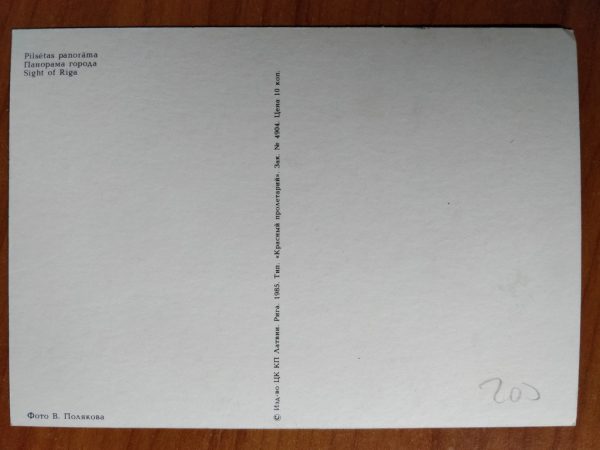 Pilsētas panorāma
Панорама города
Sight of Riga
© Изд-во ЦК КП Латвии. Рига. 1985. Тип. «Красный пролетарий». Зак. № 4904. Цена 10 коп.
Фото В. Полякова
200